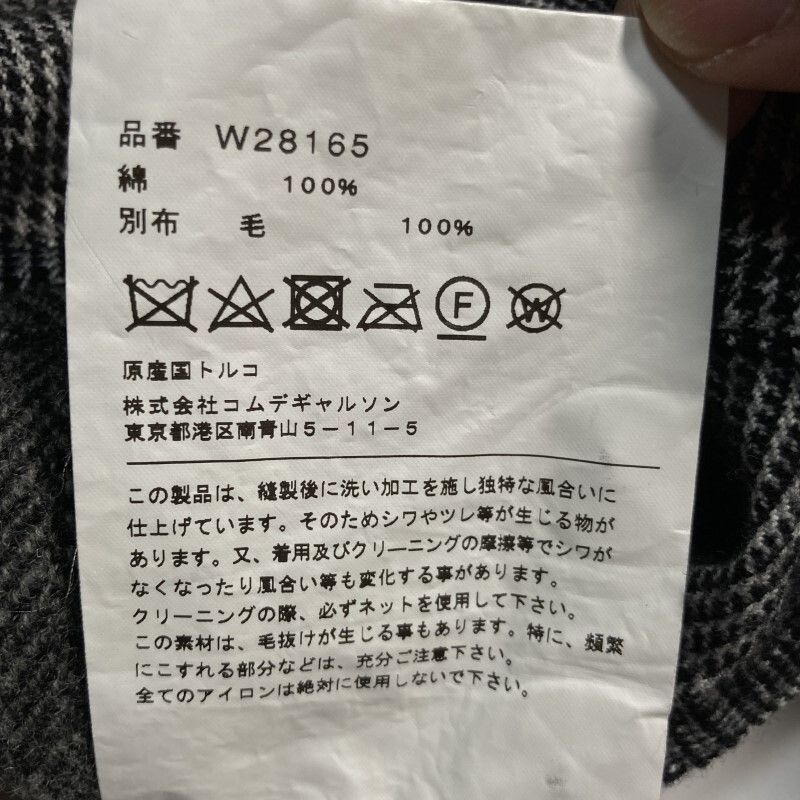 品番 W28165
綿 100%
別布 毛 100%
F W
原産国トルコ
株式会社コムデギャルソン
東京都港区南青山5-11-5
この製品は、縫製後に洗い加工を施し独特な風合いに
仕上げています。そのためシワやツレ等が生じる物が
あります。又、着用及びクリーニングの摩擦等でシワが
なくなったり風合い等も変化する事があります。
クリーニングの際、必ずネットを使用して下さい。
この素材は、毛抜けが生じる事もあります。特に、頻繁
にこすれる部分などは、充分ご注意下さい。
全てのアイロンは絶対に使用しないで下さい。